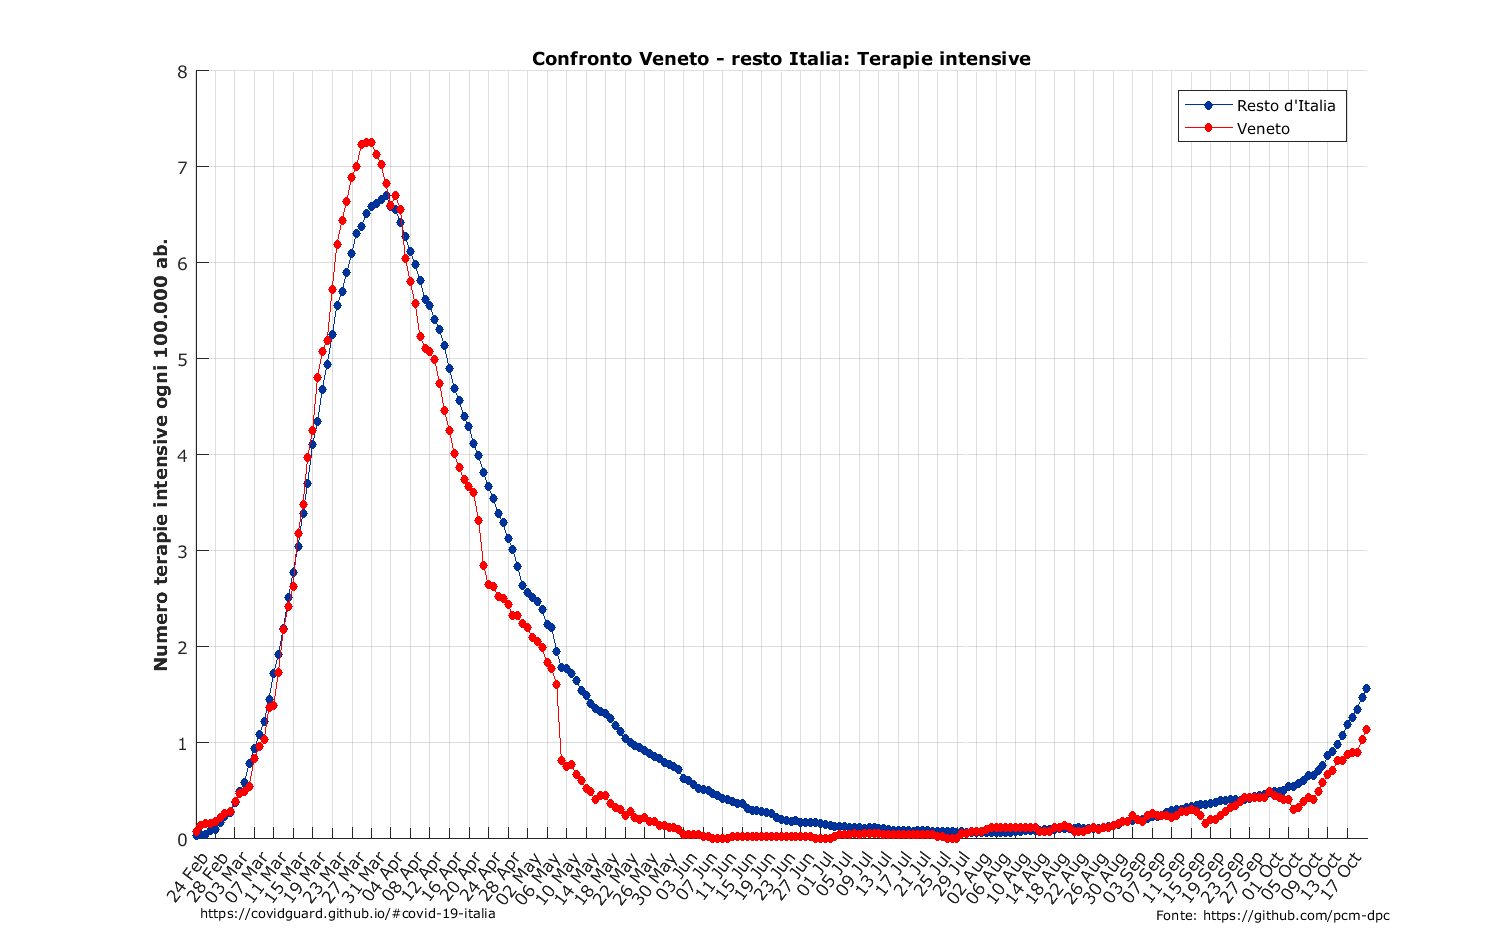 Confronto Veneto - resto Italia: Terapie intensive
Resto d'Italia
Veneto
Numero terapie intensive ogni 100.000 ab.
8
7
6
5
4
3
2
1
0
24 Feb
28 Feb
03 Mar
07 Mar
11 Mar
15 Mar
19 Mar
23 Mar
27 Mar
31 Mar
04 Apr
08 Apr
12 Apr
16 Apr
20 Apr
24 Apr
28 Apr
02 May
06 May
10 May
14 May
18 May
22 May
26 May
30 May
03 Jun
07 Jun
11 Jun
15 Jun
19 Jun
23 Jun
27 Jun
01 Jul
05 Jul
09 Jul
13 Jul
17 Jul
21 Jul
25 Jul
29 Jul
02 Aug
06 Aug
10 Aug
14 Aug
18 Aug
22 Aug
26 Aug
30 Aug
03 Sep
07 Sep
11 Sep
15 Sep
19 Sep
23 Sep
27 Sep
01 Oct
05 Oct
09 Oct
13 Oct
17 Oct
https://covidguard.github.io/#covid-19-italia
Fonte: https://github.com/pcm-dpc